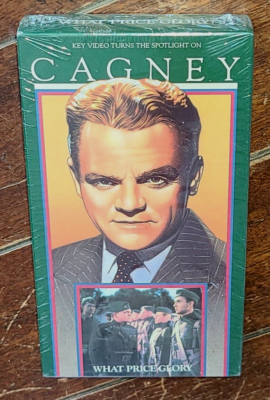 WHAT PRICE GLORY
KEY VIDEO TURNS THE SPOTLIGHT ON
CAGNEY
WHAT PRICE GLORY